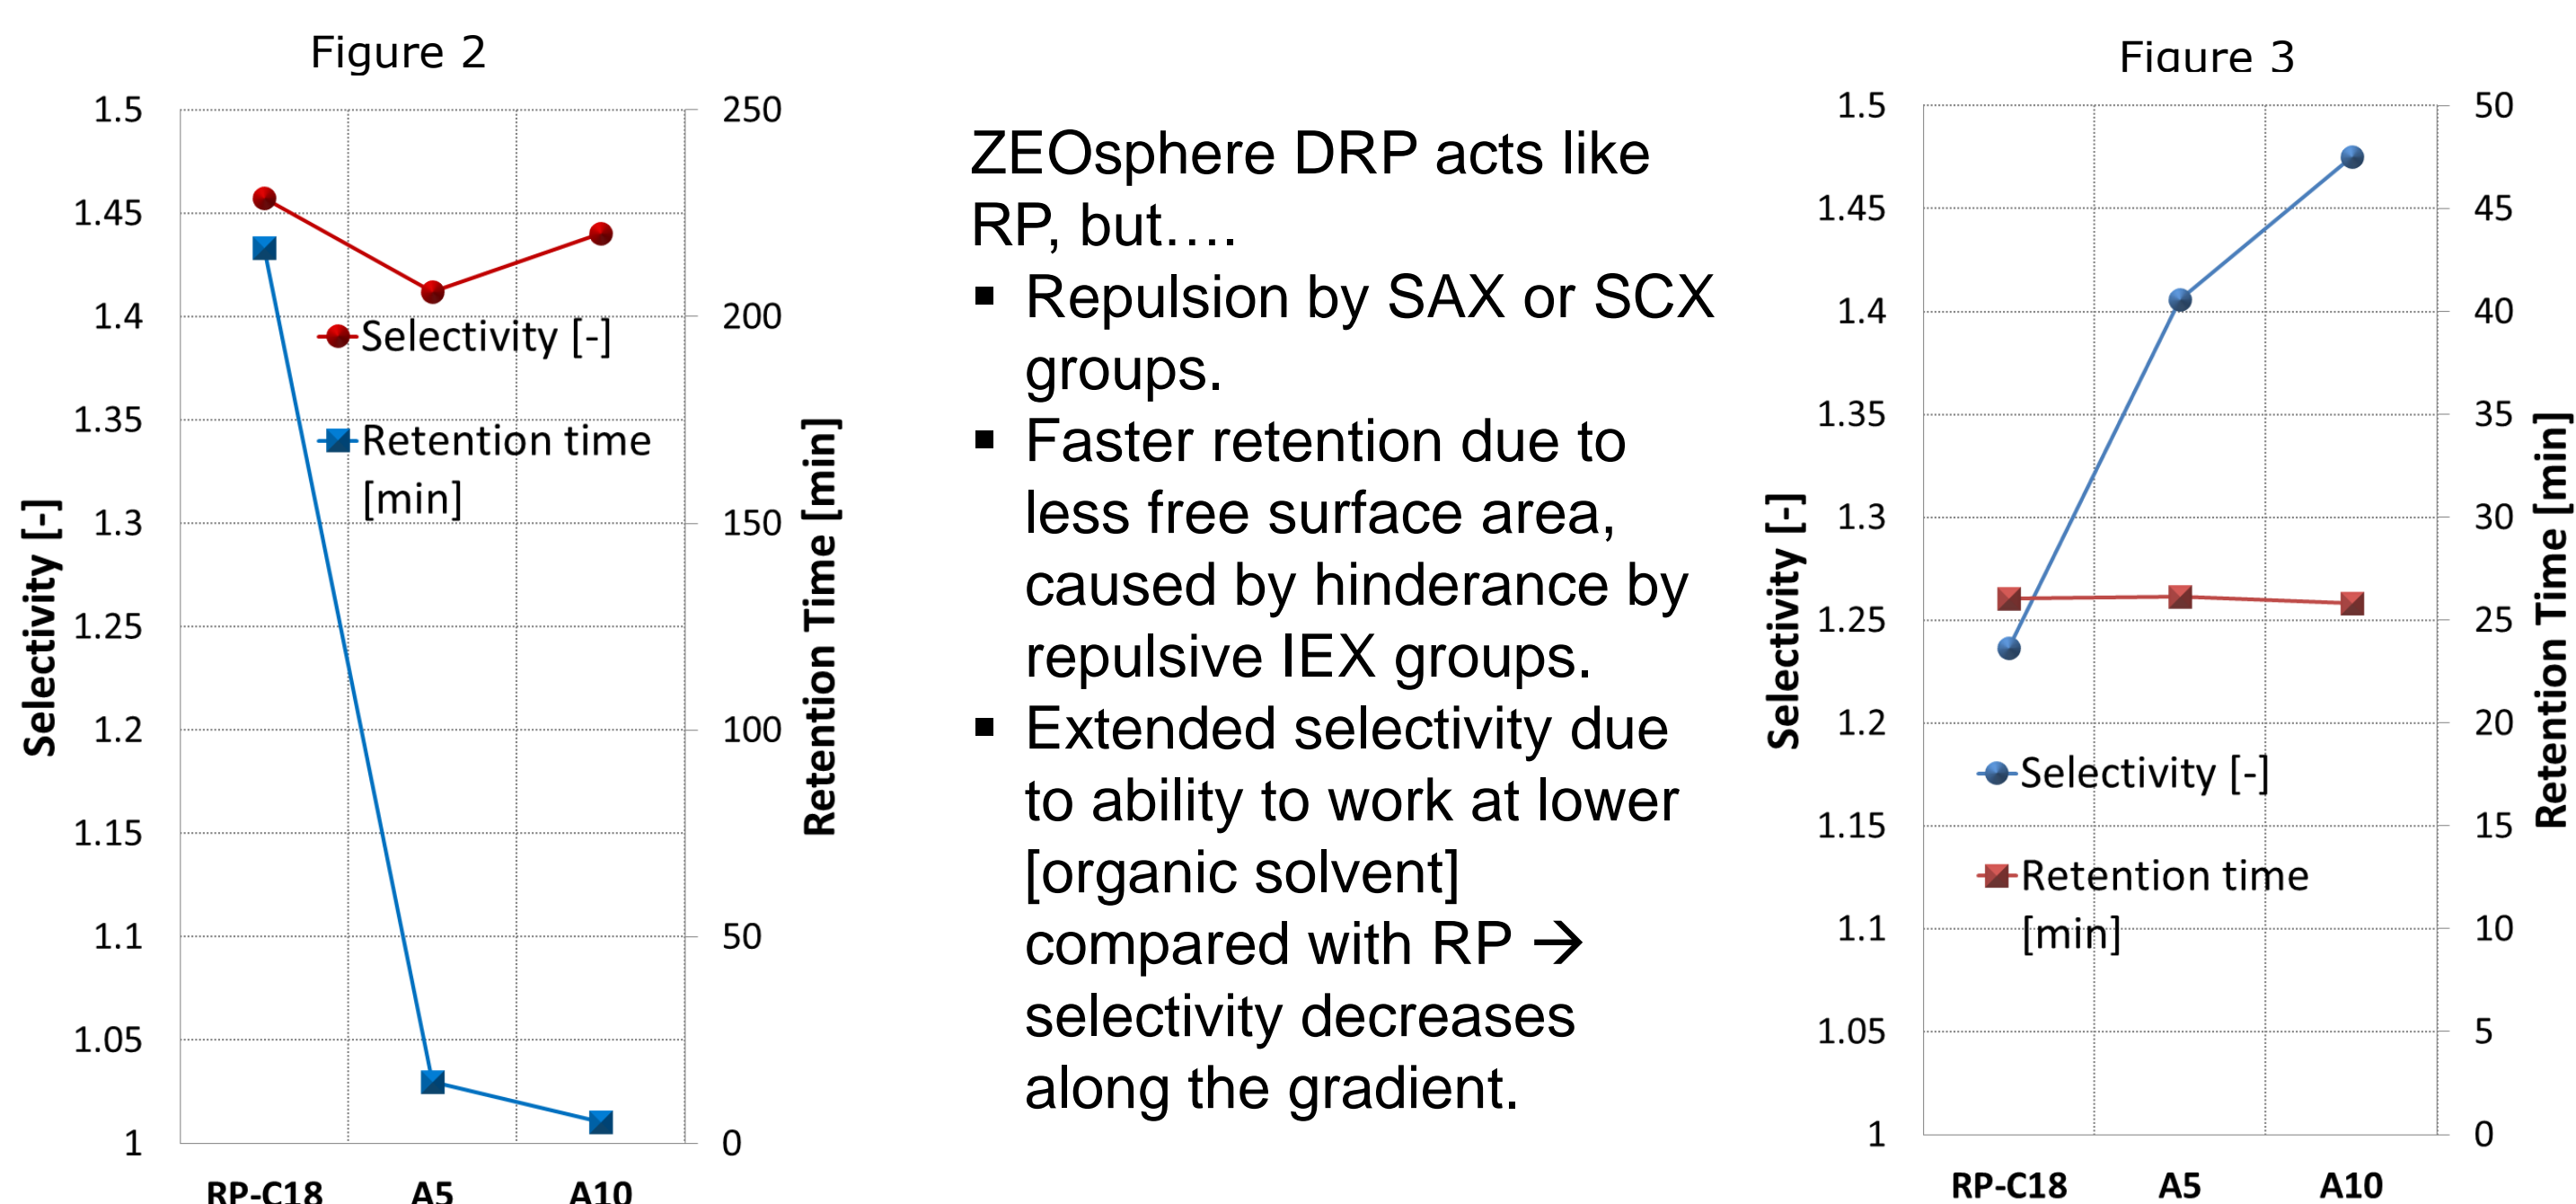 Figure 2
1.5
1.45
1.4
1.35
1.3
1.25
1.2
1.15
1.1
1.05
1
250
200
150
100
50
0
Selectivity [-]
Retention Time [min]
Selectivity [-]
Retention time
[min]
RP-C18 A5 A10
ZEOsphere DRP acts like
RP, but….
▪ Repulsion by SAX or SCX
groups.
▪ Faster retention due to
less free surface area,
caused by hinderance by
repulsive IEX groups.
▪ Extended selectivity due
to ability to work at lower
[organic solvent]
compared with RP →
selectivity decreases
along the gradient.
Figure 3
1.5
1.45
1.4
1.35
1.3
1.25
1.2
1.15
1.1
1.05
1
50
45
40
35
30
25
20
15
10
5
0
Selectivity [-]
Retention Time [min]
Selectivity [-]
Retention time
[min]
RP-C18 A5 A10